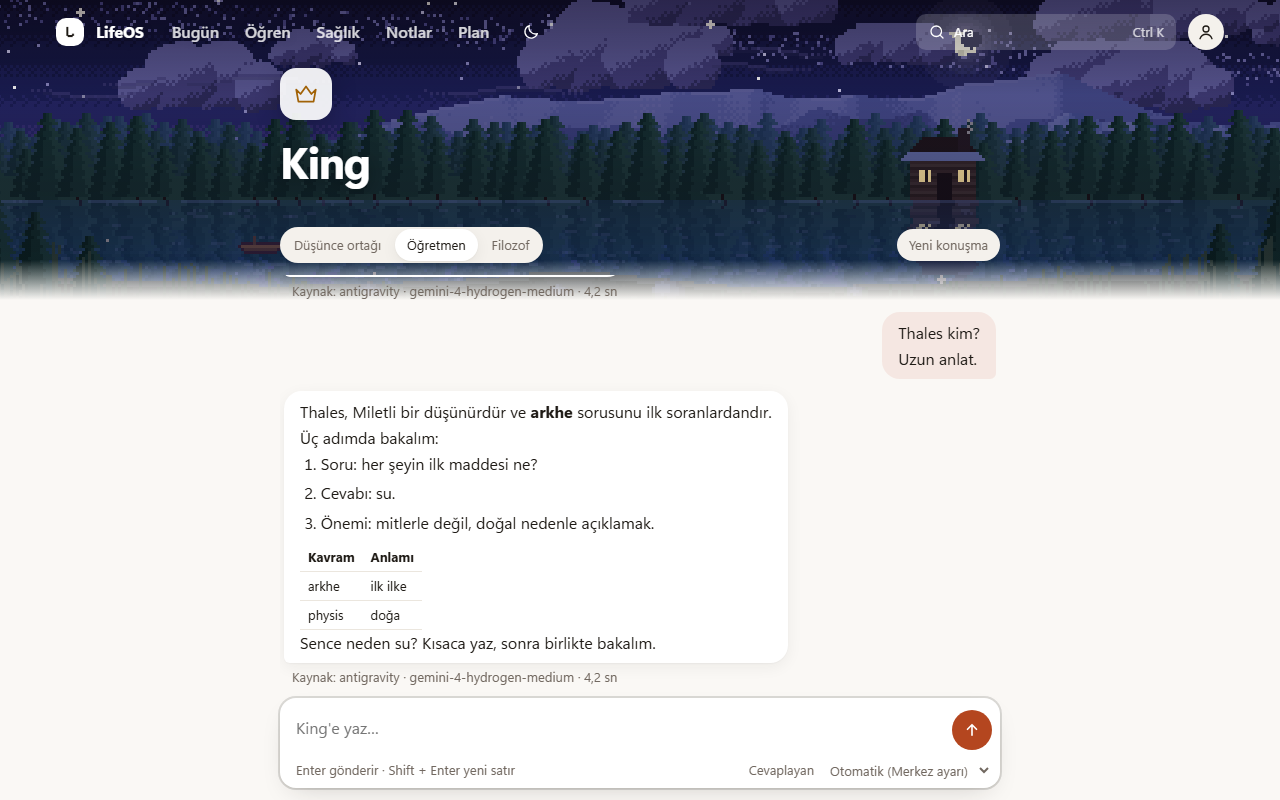 LifeOS Bugün Öğren Sağlık Notlar Plan Ara Ctrl K
King
Düşünce ortağı Öğretmen Filozof Yeni konuşma
Kaynak: antigravity · gemini-4-hydrogen-medium · 4,2 sn
Thales kim?
Uzun anlat.
Thales, Miletli bir düşünürdür ve arkhe sorusunu ilk soranlardandır.
Üç adımda bakalım:
1. Soru: her şeyin ilk maddesi ne?
2. Cevabı: su.
3. Önemi: mitlerle değil, doğal nedenle açıklamak.
Kavram Anlamı
arkhe ilk ilke
physis doğa
Sence neden su? Kısaca yaz, sonra birlikte bakalım.
Kaynak: antigravity · gemini-4-hydrogen-medium · 4,2 sn
King'e yaz...
Enter gönderir · Shift + Enter yeni satır Cevaplayan Otomatik (Merkez ayarı)